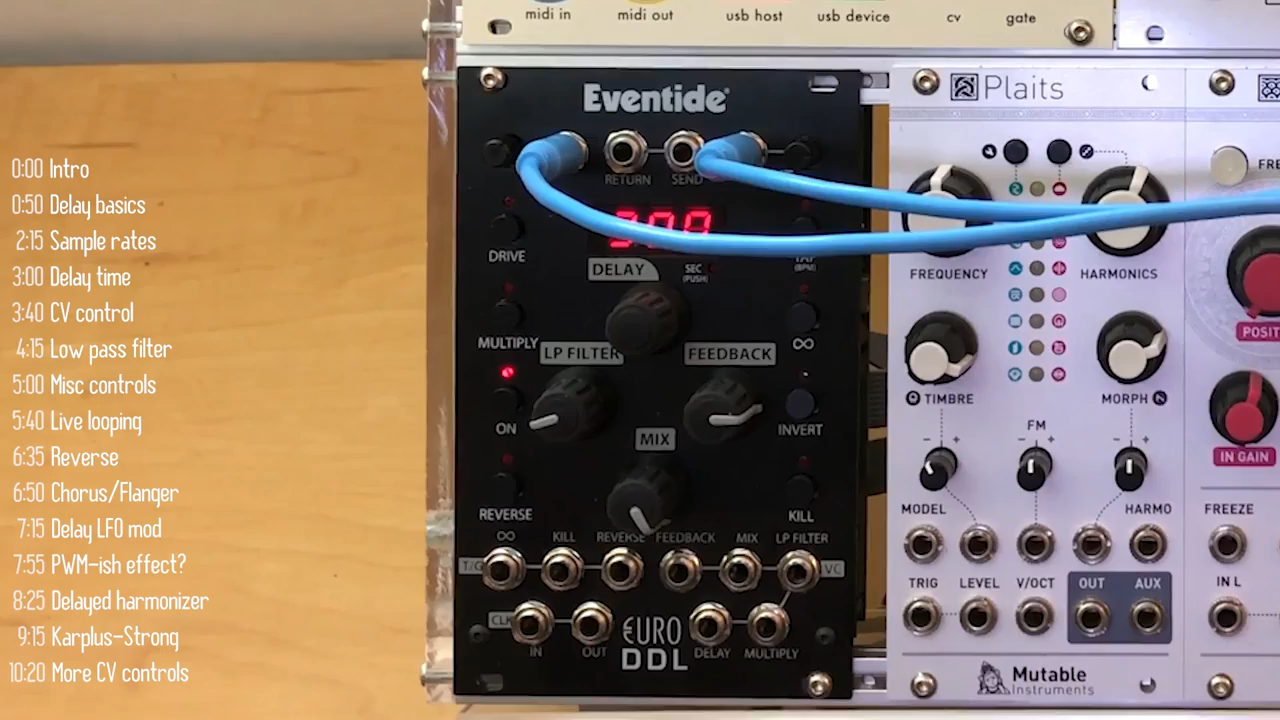 0:00 Intro
0:50 Delay basics
2:15 Sample rates
3:00 Delay time
3:40 CV control
4:15 Low pass filter
5:00 Misc controls
5:40 Live looping
6:35 Reverse
6:50 Chorus/Flanger
7:15 Delay LFO mod
7:55 PWM-ish effect?
8:25 Delayed harmonizer
9:15 Karplus-Strong
10:20 More CV controls
midi in midi out usb host usb device cv gate
Eventide®
RETURN SEND
DRIVE
DELAY SEC (PUSH) (BPM)
MULTIPLY ∞
LP FILTER FEEDBACK
ON INVERT
MIX
REVERSE KILL
∞ KILL REVERSE FEEDBACK MIX LP FILTER
IN OUT DELAY MULTIPLY
EURO
DDL
Plaits
FREQUENCY HARMONICS
TIMBRE MORPH
FM
- + - + - +
MODEL HARMO
TRIG LEVEL V/OCT OUT AUX
Mutable
Instruments
IN GAIN
FREEZE
IN L